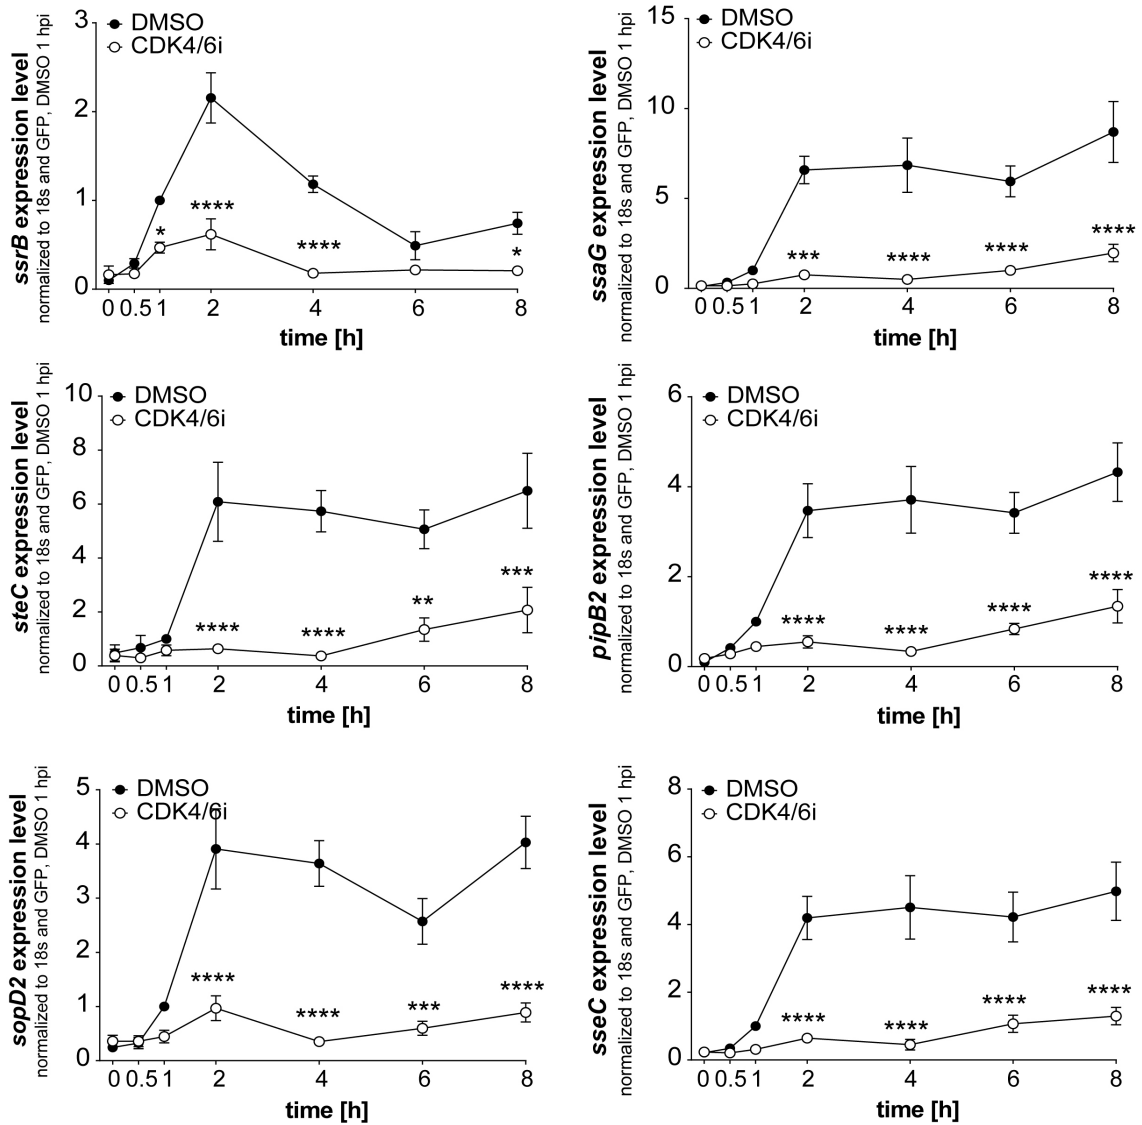 ssrB expression level
normalized to 18s and GFP, DMSO 1 hpi
DMSO
CDK4/6i
3
2
1
0
****
*
****
*
0 0.5 1 2 4 6 8
time [h]
ssaG expression level
normalized to 18s and GFP, DMSO 1 hpi
DMSO
CDK4/6i
15
10
5
0
***
****
****
****
0 0.5 1 2 4 6 8
time [h]
steC expression level
normalized to 18s and GFP, DMSO 1 hpi
DMSO
CDK4/6i
10
8
6
4
2
0
****
****
**
***
0 0.5 1 2 4 6 8
time [h]
pipB2 expression level
normalized to 18s and GFP, DMSO 1 hpi
DMSO
CDK4/6i
6
4
2
0
****
****
****
****
0 0.5 1 2 4 6 8
time [h]
sopD2 expression level
normalized to 18s and GFP, DMSO 1 hpi
DMSO
CDK4/6i
5
4
3
2
1
0
****
****
***
****
0 0.5 1 2 4 6 8
time [h]
sseC expression level
normalized to 18s and GFP, DMSO 1 hpi
DMSO
CDK4/6i
8
6
4
2
0
****
****
****
****
0 0.5 1 2 4 6 8
time [h]